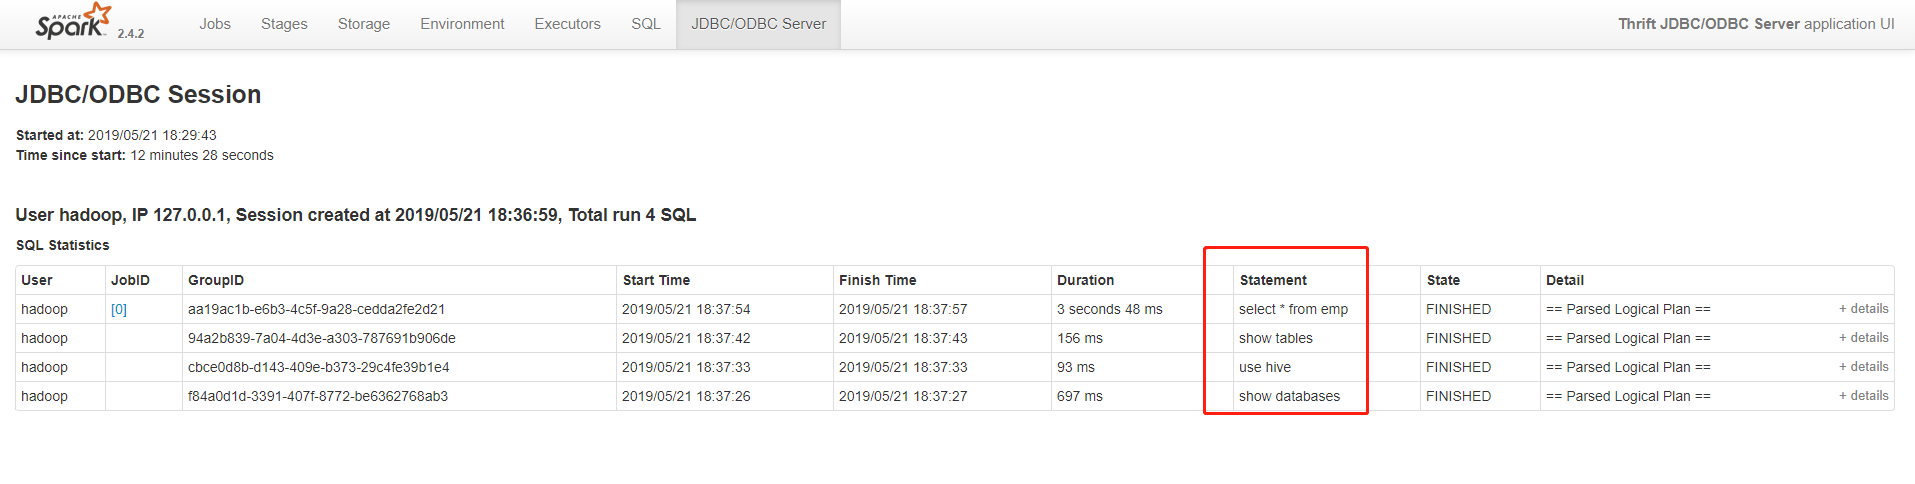 APACHE
Spark 2.4.2 Jobs Stages Storage Environment Executors SQL JDBC/ODBC Server Thrift JDBC/ODBC Server application UI
JDBC/ODBC Session
Started at: 2019/05/21 18:29:43
Time since start: 12 minutes 28 seconds
User hadoop, IP 127.0.0.1, Session created at 2019/05/21 18:36:59, Total run 4 SQL
SQL Statistics
User JobID GroupID Start Time Finish Time Duration Statement State Detail
hadoop [0] aa19ac1b-e6b3-4c5f-9a28-cedda2fe2d21 2019/05/21 18:37:54 2019/05/21 18:37:57 3 seconds 48 ms select * from emp FINISHED == Parsed Logical Plan == + details
hadoop 94a2b839-7a04-4d3e-a303-787691b906de 2019/05/21 18:37:42 2019/05/21 18:37:43 156 ms show tables FINISHED == Parsed Logical Plan == + details
hadoop cbce0d8b-d143-409e-b373-29c4fe39b1e4 2019/05/21 18:37:33 2019/05/21 18:37:33 93 ms use hive FINISHED == Parsed Logical Plan == + details
hadoop f84a0d1d-3391-407f-8772-be6362768ab3 2019/05/21 18:37:26 2019/05/21 18:37:27 697 ms show databases FINISHED == Parsed Logical Plan == + details